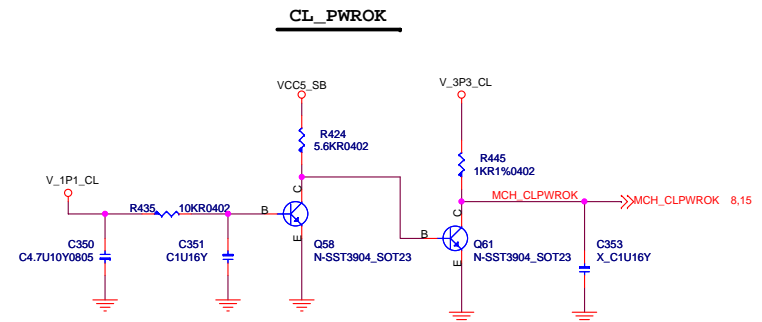 CL_PWROK
VCC5_SB
V_3P3_CL
R424
5.6KR0402
R445
1KR1%0402
V_1P1_CL
R435
10KR0402
MCH_CLPWROK
MCH_CLPWROK 8,15
B
C
E
B
C
E
C350
C4.7U10Y0805
C351
C1U16Y
Q58
N-SST3904_SOT23
Q61
N-SST3904_SOT23
C353
X_C1U16Y